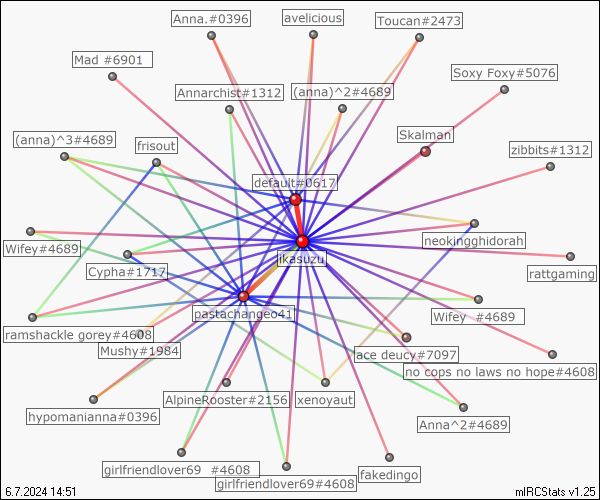 Anna.#0396
avelicious
Toucan#2473
Mad #6901
Soxy Foxy#5076
Annarchist#1312
(anna)^2#4689
(anna)^3#4689
frisout
Skalman
zibbits#1312
default#0617
Wifey#4689
neokingghidorah
ikasuzu
Cypha#1717
rattgaming
pastachangeo41
Wifey #4689
ramshackle gorey#4608
Mushy#1984
lace deucy#7097
no cops no laws no hope#4608
AlpineRooster#2156
xenoyaut
hypomanianna#0396
Anna^2#4689
girlfriendlover69 #4608
girlfriendlover69#4608
fakedingo
6.7.2024 14:51
mIRCStats v1.25